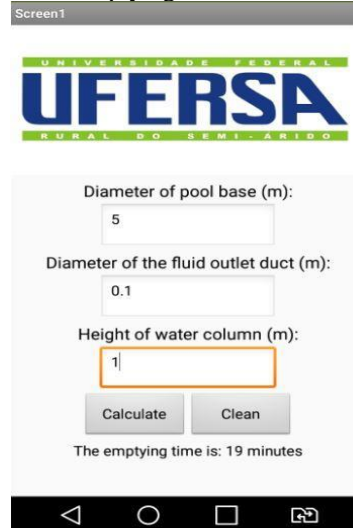 Screen1
UNIVERSIDADE FEDERAL
UFERSA
RURAL DO SEMI-ÁRIDO
Diameter of pool base (m):
5
Diameter of the fluid outlet duct (m):
0.1
Height of water column (m):
1
Calculate Clean
The emptying time is: 19 minutes